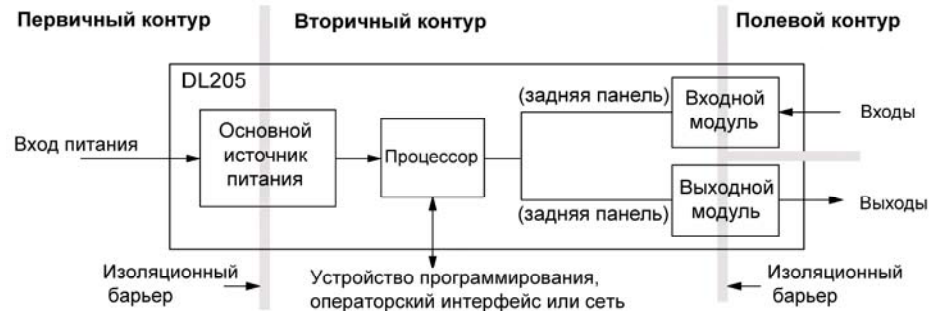 Первичный контур
Вторичный контур
Полевой контур
DL205
(задняя панель)
Входной
модуль
Входы
Вход питания
Основной
источник
питания
Процессор
Выходной
модуль
Выходы
(задняя панель)
Изоляционный
барьер
Устройство программирования,
операторский интерфейс или сеть
Изоляционный
барьер